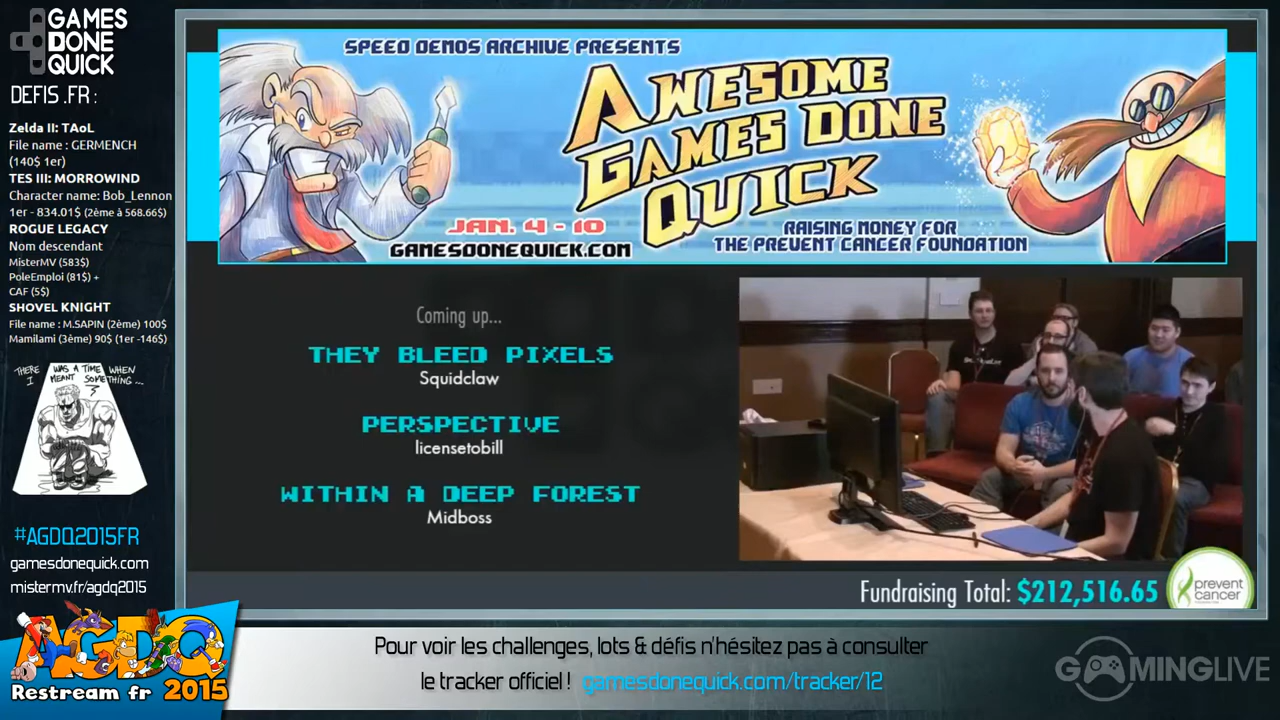 GAMES
DONE
QUICK
DEFIS .FR :
Zelda II: TAoL
File name : GERMENCH
(140$ 1er)
TES III: MORROWIND
Character name: Bob_Lennon
1er - 834.01$ (2ème à 568.66$)
ROGUE LEGACY
Nom descendant
MisterMV (583$)
PoleEmploi (81$) +
CAF (5$)
SHOVEL KNIGHT
File name : M.SAPIN (2ème) 100$
Mamilami (3ème) 90$ (1er -146$)
THERE WAS A TIME WHEN
I MEANT SOMETHING...
#AGDQ2015FR
gamesdonequick.com
mistermv.fr/agdq2015
AGDQ
Restream fr 2015
SPEED DEMOS ARCHIVE PRESENTS
AWESOME
GAMES DONE
QUICK
JAN. 4 - 10
GAMESDONEQUICK.COM
RAISING MONEY FOR
THE PREVENT CANCER FOUNDATION
Coming up...
THEY BLEED PIXELS
Squidclaw
PERSPECTIVE
licensetobill
WITHIN A DEEP FOREST
Midboss
Fundraising Total: $212,516.65
prevent
cancer
Pour voir les challenges, lots & défis n'hésitez pas à consulter
le tracker officiel ! gamesdonequick.com/tracker/12
GAMINGLIVE